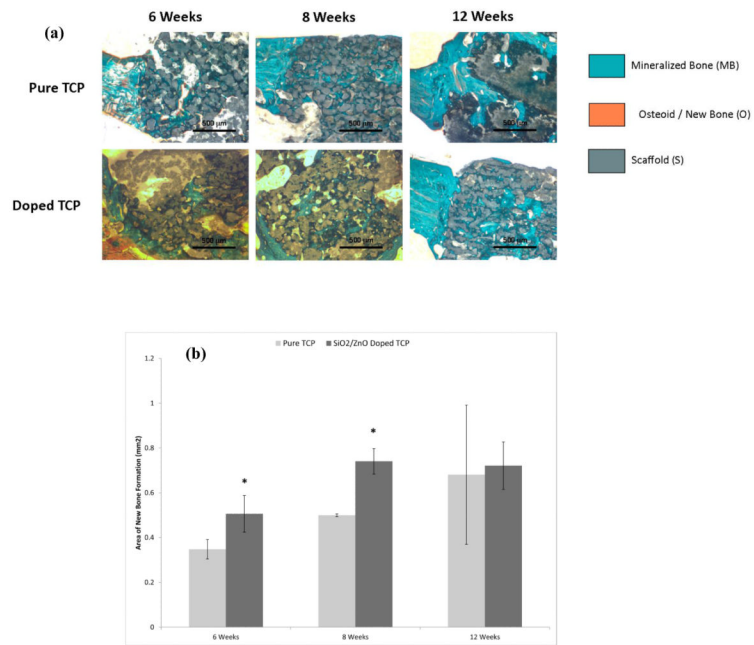 6 Weeks 8 Weeks 12 Weeks
(a)
Pure TCP
500 µm 500 µm 500 µm
Doped TCP
500 µm 500 µm 500 µm
Mineralized Bone (MB)
Osteoid / New Bone (O)
Scaffold (S)
(b)
Pure TCP SiO2/ZnO Doped TCP
Area of New Bone Formation (mm2)
1.2
1
0.8
0.6
0.4
0.2
0
* *
6 Weeks 8 Weeks 12 Weeks